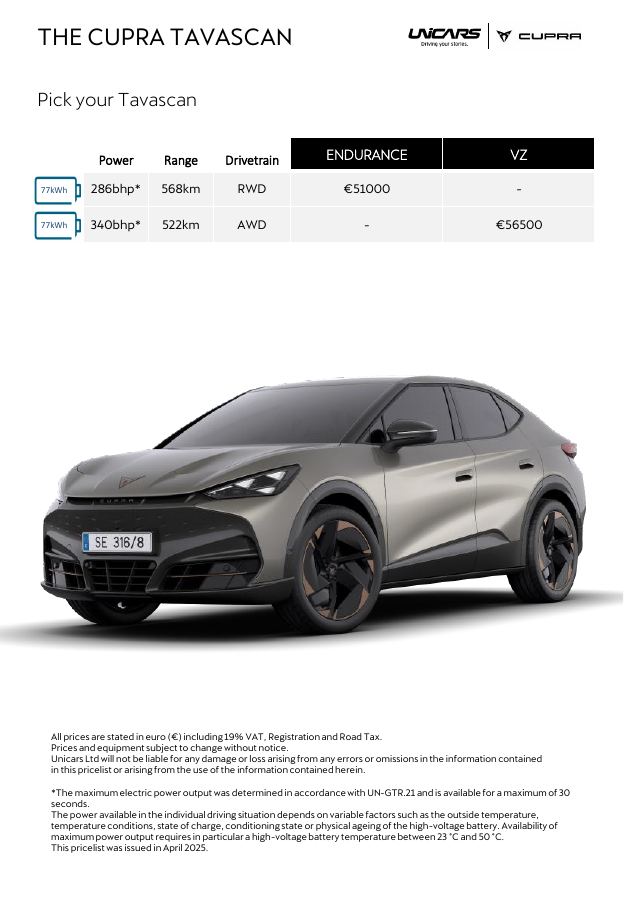 THE CUPRA TAVASCAN
UNICARS
Driving your stories.
CUPRA
Pick your Tavascan
Power Range Drivetrain ENDURANCE VZ
77kWh 286bhp* 568km RWD €51000 -
77kWh 340bhp* 522km AWD - €56500
CUPRA
SE 316/8
All prices are stated in euro (€) including 19% VAT, Registration and Road Tax.
Prices and equipment subject to change without notice.
Unicars Ltd will not be liable for any damage or loss arising from any errors or omissions in the information contained
in this pricelist or arising from the use of the information contained herein.
*The maximum electric power output was determined in accordance with UN-GTR.21 and is available for a maximum of 30
seconds.
The power available in the individual driving situation depends on variable factors such as the outside temperature,
temperature conditions, state of charge, conditioning state or physical ageing of the high-voltage battery. Availability of
maximum power output requires in particular a high-voltage battery temperature between 23 °C and 50 °C.
This pricelist was issued in April 2025.